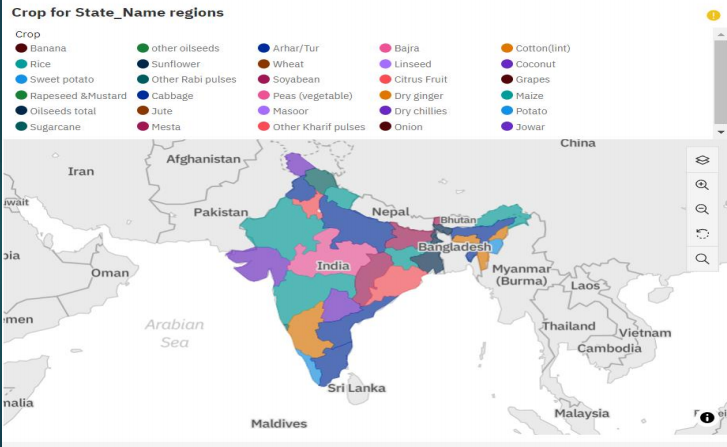 Crop for State_Name regions
Crop
Banana other oilseeds Arhar/Tur Bajra Cotton(lint)
Rice Sunflower Wheat Linseed Coconut
Sweet potato Other Rabi pulses Soyabean Citrus Fruit Grapes
Rapeseed &Mustard Cabbage Peas (vegetable) Dry ginger Maize
Oilseeds total Jute Masoor Dry chillies Potato
Sugarcane Mesta Other Kharif pulses Onion Jowar
China
Iran Afghanistan
Pakistan Nepal Bhutan
Bangladesh
India
Oman Myanmar
(Burma) Laos
Arabian
Sea
Thailand Vietnam
Cambodia
Sri Lanka
Maldives Malaysia